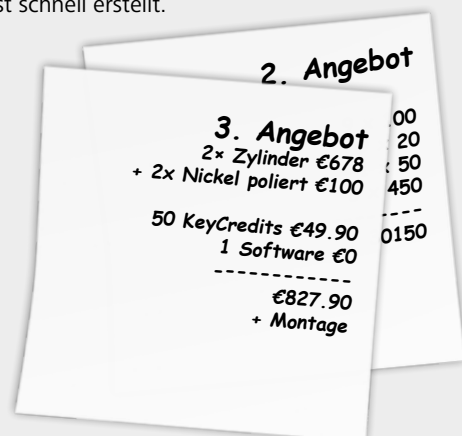 st schnell erstellt.
2. Angebot
.00
20
50
450
----
0150
3. Angebot
2× Zylinder €678
+ 2x Nickel poliert €100
50 KeyCredits €49.90
1 Software €0
-------------
€827.90
+ Montage